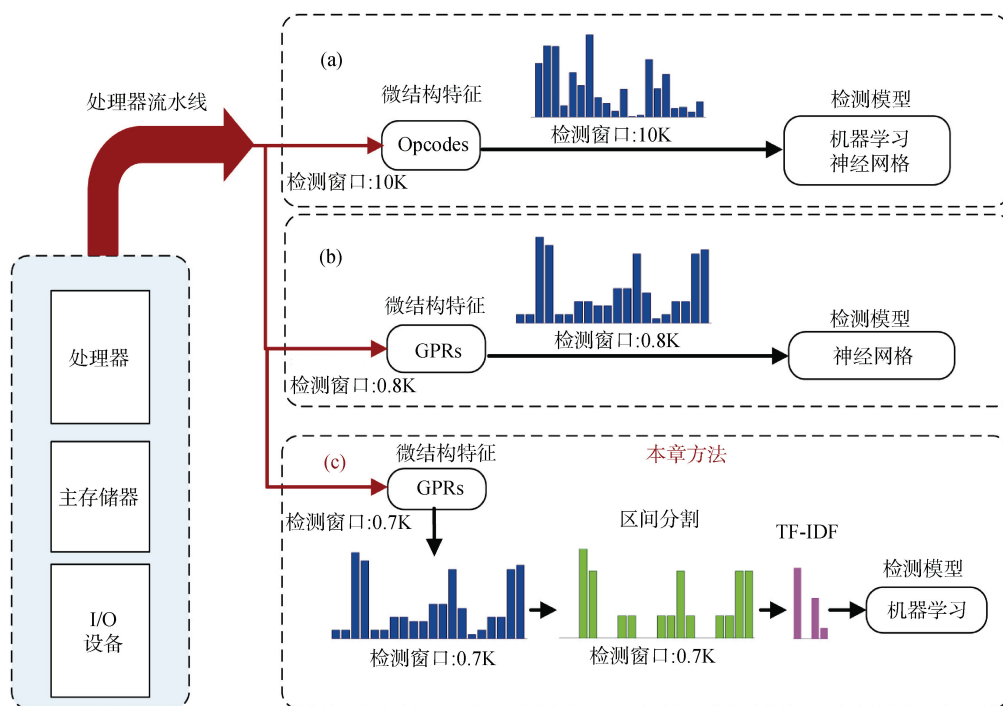 处理器流水线
处理器
主存储器
I/O
设备
(a)
微结构特征
Opcodes
检测窗口:10K
检测窗口:10K
检测模型
机器学习
神经网格
(b)
微结构特征
GPRs
检测窗口:0.8K
检测窗口:0.8K
检测模型
神经网格
(c)
微结构特征
本章方法
GPRs
检测窗口:0.7K
检测窗口:0.7K
区间分割
检测窗口:0.7K
TF-IDF
检测模型
机器学习